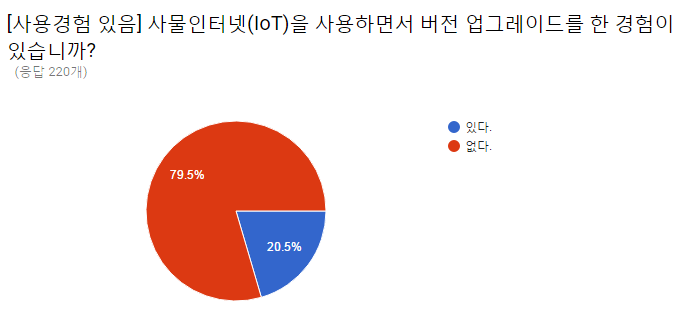 [사용경험 있음] 사물인터넷(IoT)을 사용하면서 버전 업그레이드를 한 경험이
있습니까?
(응답 220개)
있다.
없다.
79.5%
20.5%